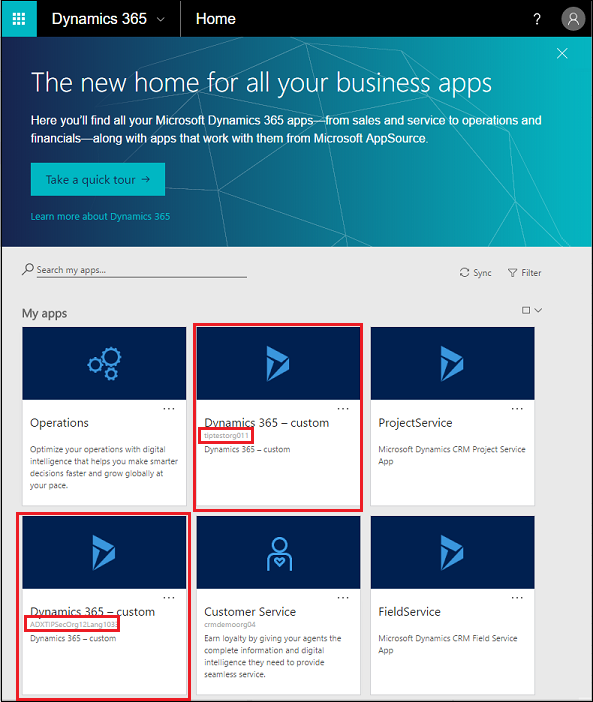 Dynamics 365 Home ?
The new home for all your business apps
Here you'll find all your Microsoft Dynamics 365 apps—from sales and service to operations and
financials—along with apps that work with them from Microsoft AppSource.
Take a quick tour →
Learn more about Dynamics 365
Search my apps...
Sync
Filter
My apps
...
Operations
Optimize your operations with digital
intelligence that helps you make smarter
decisions faster and grow globally at
your pace.
...
Dynamics 365 – custom
tiptestorg011
Dynamics 365 – custom
...
ProjectService
Microsoft Dynamics CRM Project Service
App
...
Dynamics 365 – custom
ADXTIPSecOrg12Lang1033
Dynamics 365 – custom
...
Customer Service
crmdemoorg04
Earn loyalty by giving your agents the
complete information and digital
intelligence they need to provide
seamless service.
...
FieldService
Microsoft Dynamics CRM Field Service
App